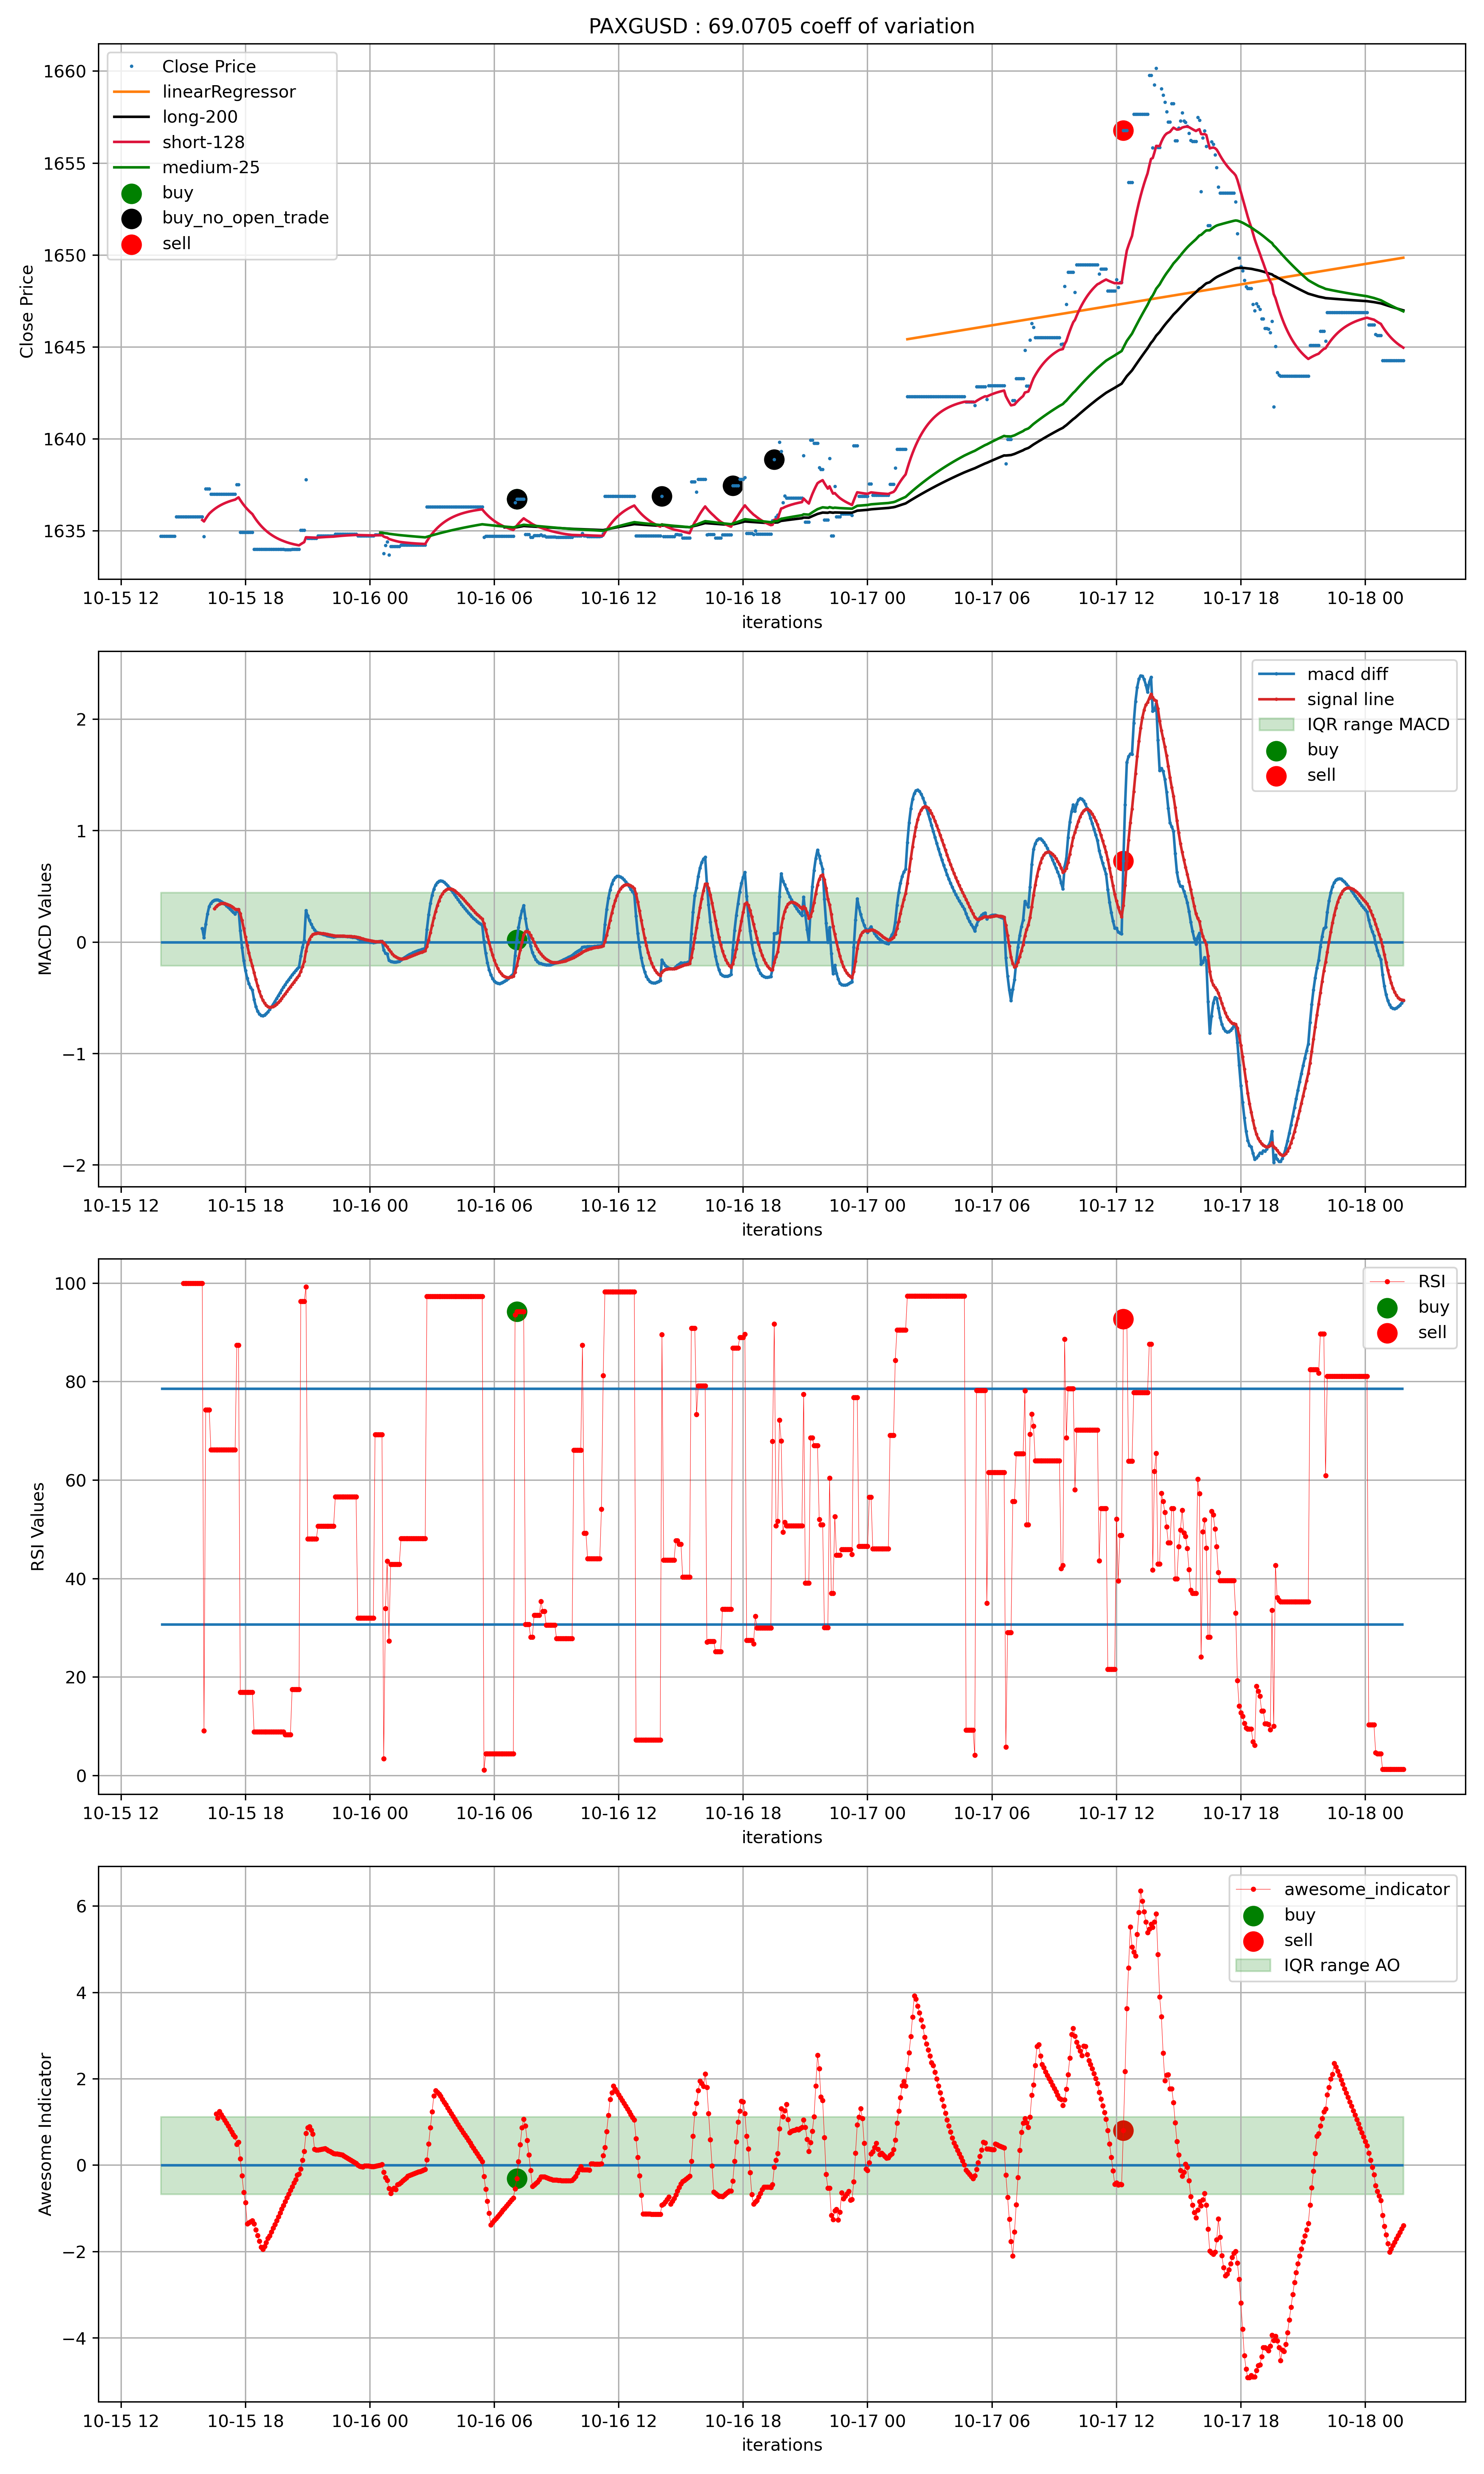 PAXGUSD : 69.0705 coeff of variation
Close Price
linearRegressor
long-200
short-128
medium-25
buy
buy_no_open_trade
sell
1660
1655
1650
1645
1640
1635
Close Price
10-15 12 10-15 18 10-16 00 10-16 06 10-16 12 10-16 18 10-17 00 10-17 06 10-17 12 10-17 18 10-18 00
iterations
macd diff
signal line
IQR range MACD
buy
sell
2
1
0
−1
−2
MACD Values
10-15 12 10-15 18 10-16 00 10-16 06 10-16 12 10-16 18 10-17 00 10-17 06 10-17 12 10-17 18 10-18 00
iterations
RSI
buy
sell
100
80
60
40
20
0
RSI Values
10-15 12 10-15 18 10-16 00 10-16 06 10-16 12 10-16 18 10-17 00 10-17 06 10-17 12 10-17 18 10-18 00
iterations
awesome_indicator
buy
sell
IQR range AO
6
4
2
0
−2
−4
Awesome Indicator
10-15 12 10-15 18 10-16 00 10-16 06 10-16 12 10-16 18 10-17 00 10-17 06 10-17 12 10-17 18 10-18 00
iterations